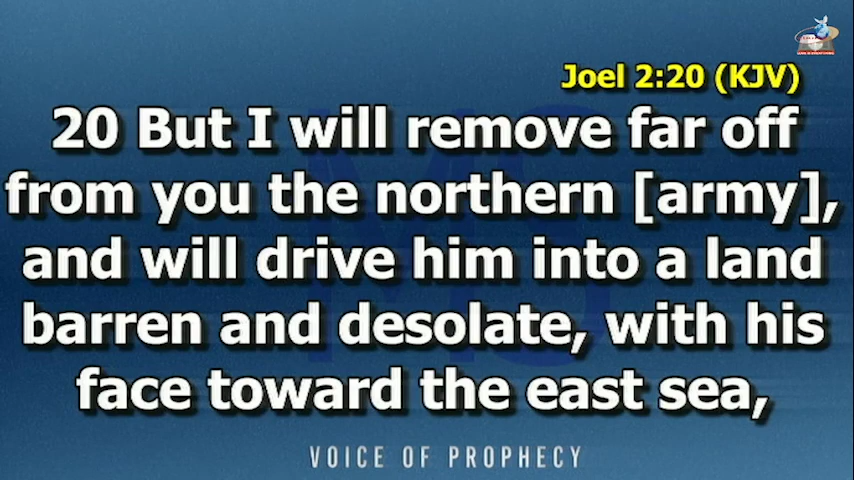 Joel 2:20 (KJV)
20 But I will remove far off
from you the northern [army],
and will drive him into a land
barren and desolate, with his
face toward the east sea,
VOICE OF PROPHECY